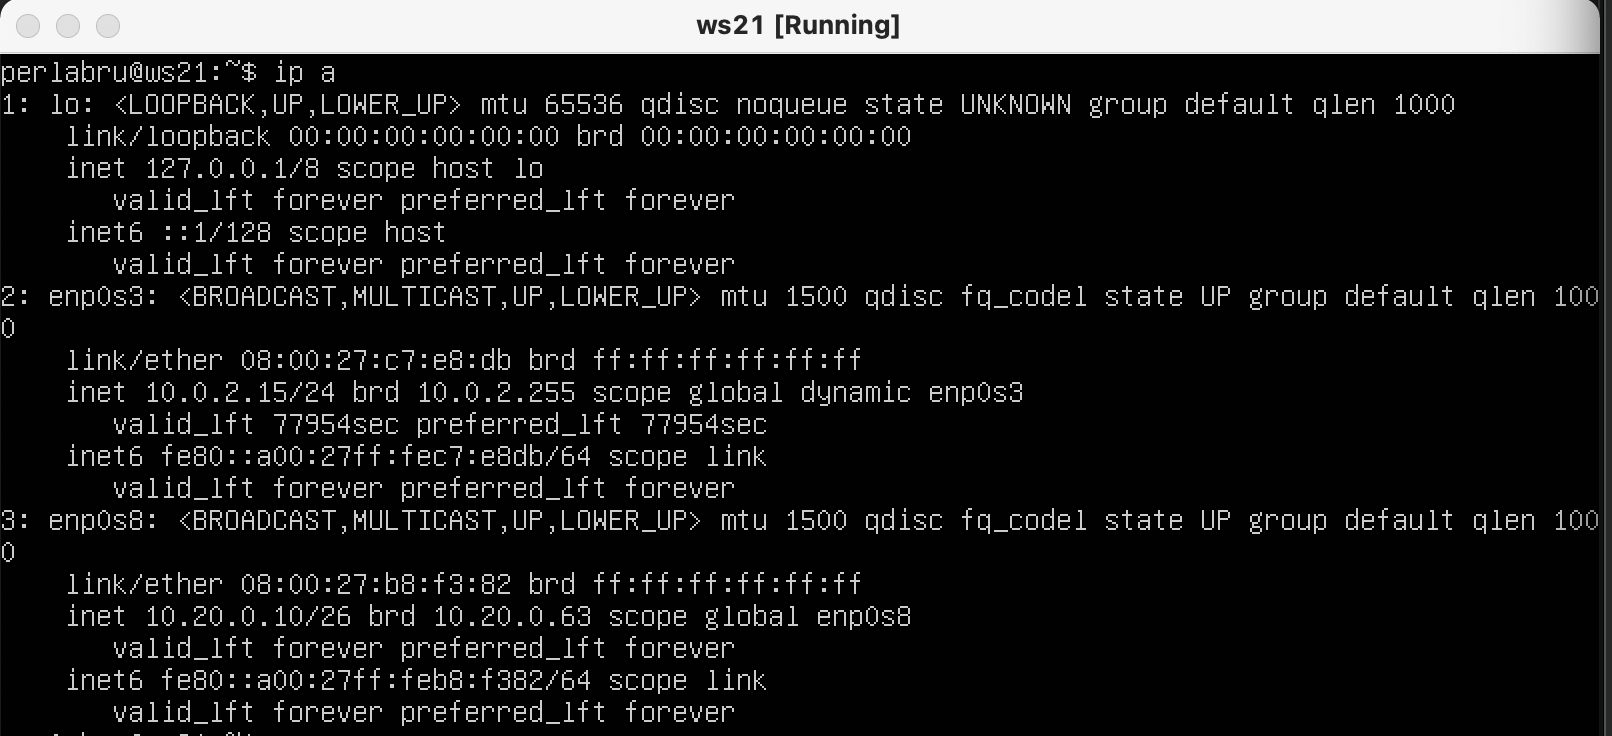 ws21 [Running]
perlabru@ws21:~$ ip a
1: lo: <LOOPBACK,UP,LOWER_UP> mtu 65536 qdisc noqueue state UNKNOWN group default qlen 1000
    link/loopback 00:00:00:00:00:00 brd 00:00:00:00:00:00
    inet 127.0.0.1/8 scope host lo
       valid_lft forever preferred_lft forever
    inet6 ::1/128 scope host
       valid_lft forever preferred_lft forever
2: enp0s3: <BROADCAST,MULTICAST,UP,LOWER_UP> mtu 1500 qdisc fq_codel state UP group default qlen 100
0
    link/ether 08:00:27:c7:e8:db brd ff:ff:ff:ff:ff:ff
    inet 10.0.2.15/24 brd 10.0.2.255 scope global dynamic enp0s3
       valid_lft 77954sec preferred_lft 77954sec
    inet6 fe80::a00:27ff:fec7:e8db/64 scope link
       valid_lft forever preferred_lft forever
3: enp0s8: <BROADCAST,MULTICAST,UP,LOWER_UP> mtu 1500 qdisc fq_codel state UP group default qlen 100
0
    link/ether 08:00:27:b8:f3:82 brd ff:ff:ff:ff:ff:ff
    inet 10.20.0.10/26 brd 10.20.0.63 scope global enp0s8
       valid_lft forever preferred_lft forever
    inet6 fe80::a00:27ff:feb8:f382/64 scope link
       valid_lft forever preferred_lft forever